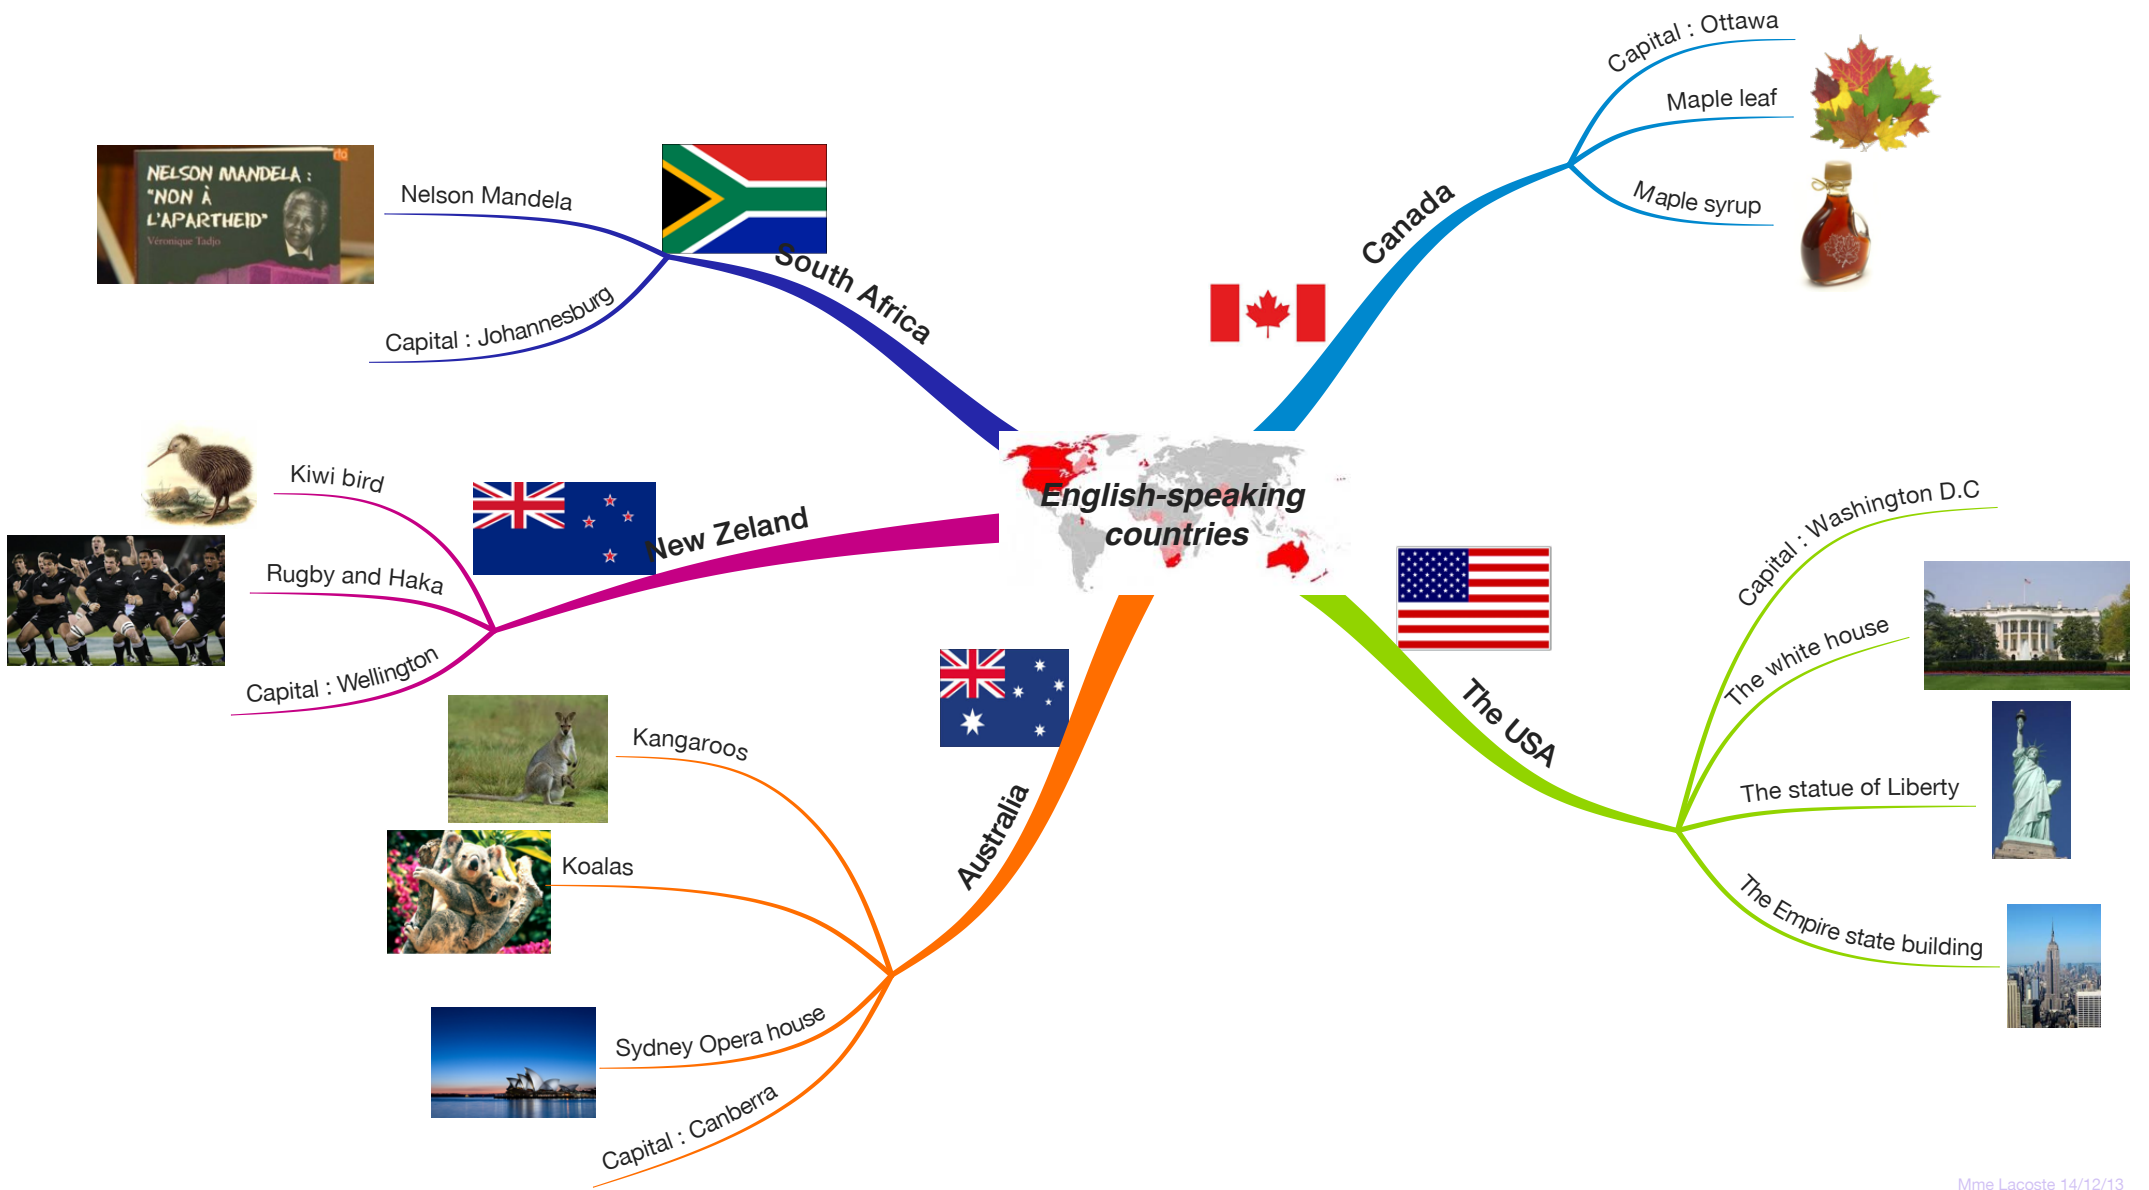 English-speaking
countries
Canada
Capital : Ottawa
Maple leaf
Maple syrup
The USA
Capital : Washington D.C
The white house
The statue of Liberty
The Empire state building
Australia
Kangaroos
Koalas
Sydney Opera house
Capital : Canberra
New Zeland
Kiwi bird
Rugby and Haka
Capital : Wellington
South Africa
Nelson Mandela
Capital : Johannesburg
rfo
NELSON MANDELA :
"NON À
L'APARTHEID"
Véronique Tadjo
Mme Lacoste 14/12/13